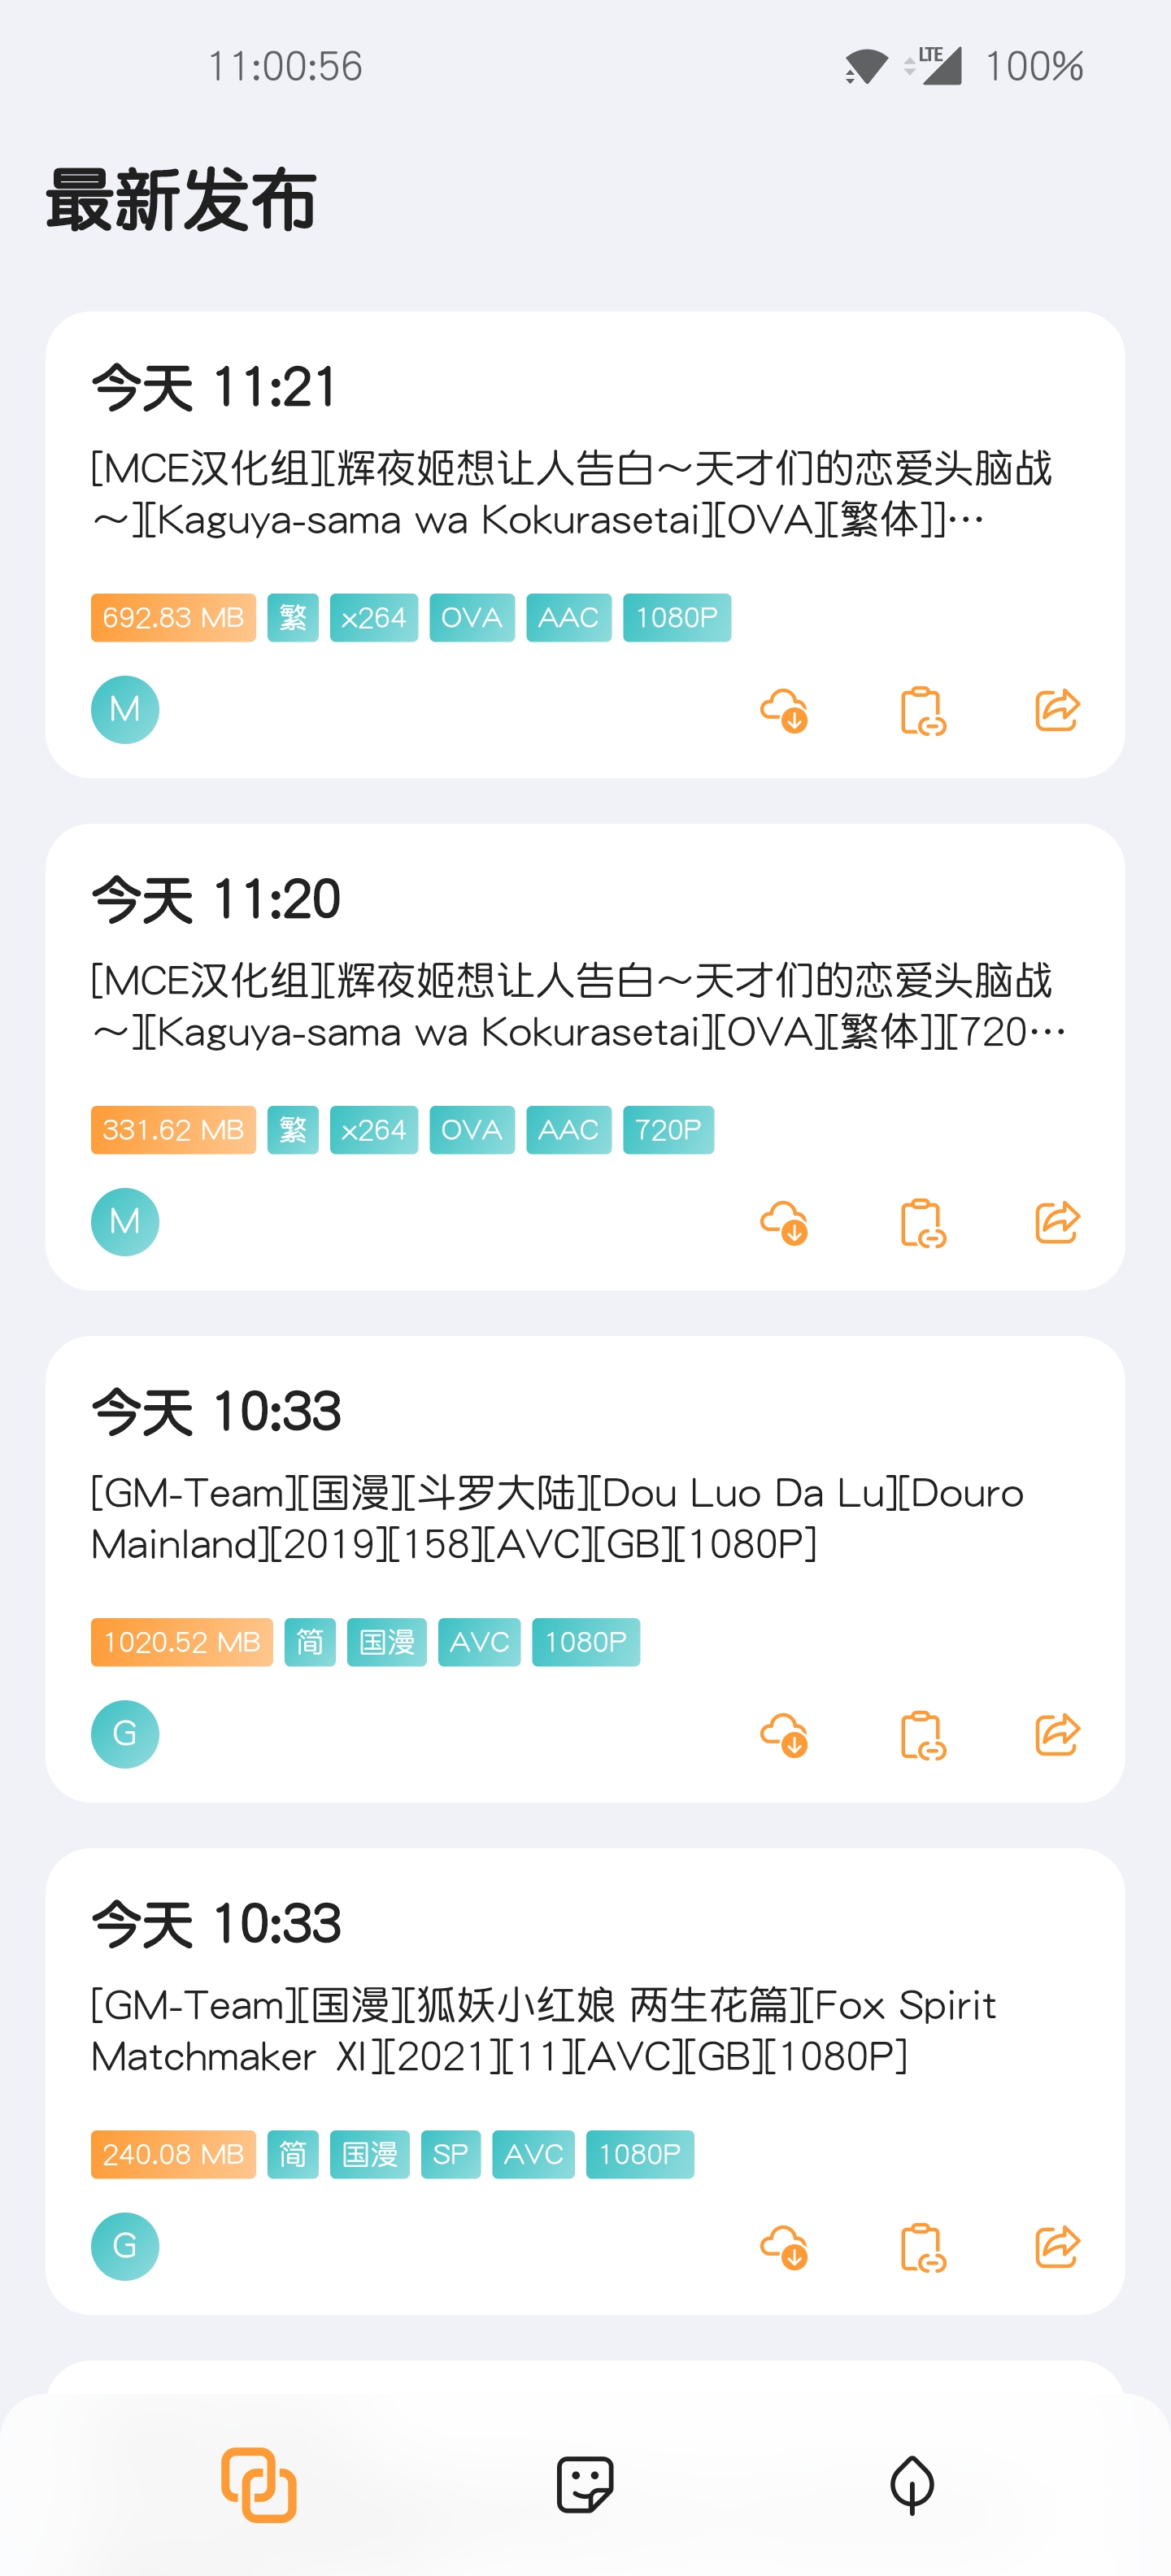 11:00:56
LTE 100%
最新发布
今天 11:21
[MCE汉化组][辉夜姬想让人告白～天才们的恋爱头脑战
～][Kaguya-sama wa Kokurasetai][OVA][繁体]]…
692.83 MB 繁 x264 OVA AAC 1080P
M
今天 11:20
[MCE汉化组][辉夜姬想让人告白～天才们的恋爱头脑战
～][Kaguya-sama wa Kokurasetai][OVA][繁体]][720…
331.62 MB 繁 x264 OVA AAC 720P
M
今天 10:33
[GM-Team][国漫][斗罗大陆][Dou Luo Da Lu][Douro
Mainland][2019][158][AVC][GB][1080P]
1020.52 MB 简 国漫 AVC 1080P
G
今天 10:33
[GM-Team][国漫][狐妖小红娘 两生花篇][Fox Spirit
Matchmaker Ⅺ][2021][11][AVC][GB][1080P]
240.08 MB 简 国漫 SP AVC 1080P
G